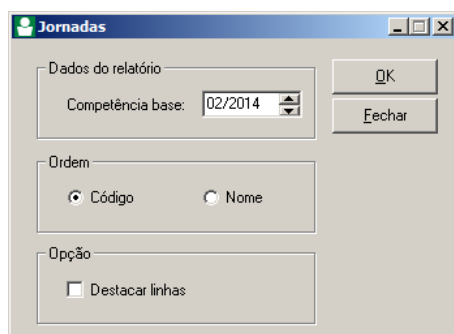 Jornadas
Dados do relatório
Competência base: 02/2014
OK
Fechar
Ordem
Código
Nome
Opção
Destacar linhas